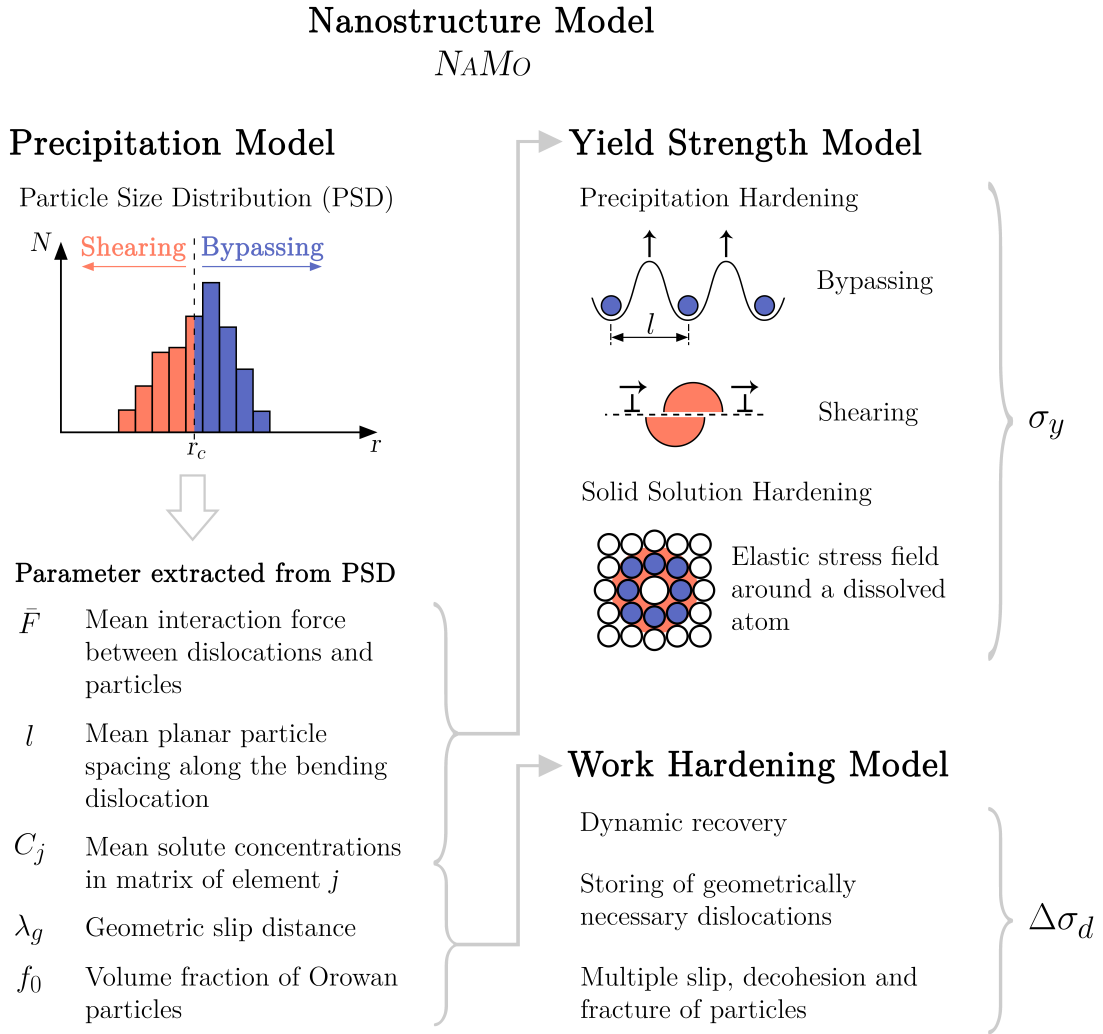 Nanostructure Model
NaMo
Precipitation Model
Particle Size Distribution (PSD)
N
Shearing
Bypassing
r_c
r
Parameter extracted from PSD
F̄
Mean interaction force
between dislocations and
particles
l
Mean planar particle
spacing along the bending
dislocation
C_j
Mean solute concentrations
in matrix of element j
λ_g
Geometric slip distance
f_0
Volume fraction of Orowan
particles
Yield Strength Model
Precipitation Hardening
Bypassing
l
Shearing
Solid Solution Hardening
Elastic stress field
around a dissolved
atom
σ_y
Work Hardening Model
Dynamic recovery
Storing of geometrically
necessary dislocations
Multiple slip, decohesion and
fracture of particles
Δσ_d